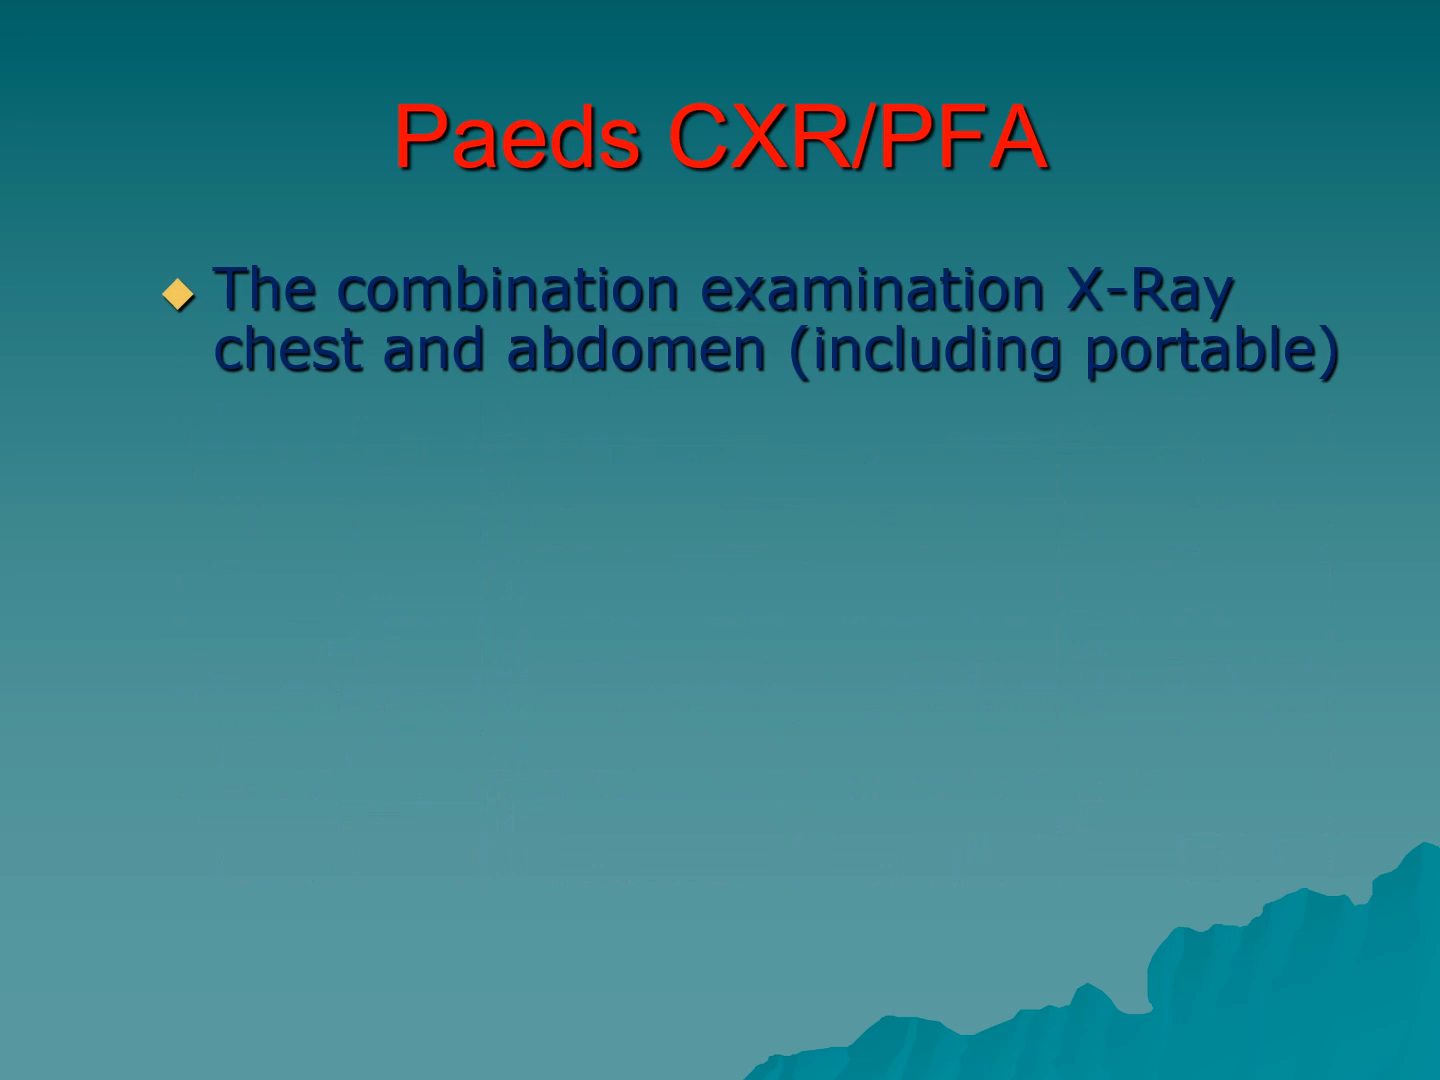 Paeds CXR/PFA
The combination examination X-Ray
chest and abdomen (including portable)